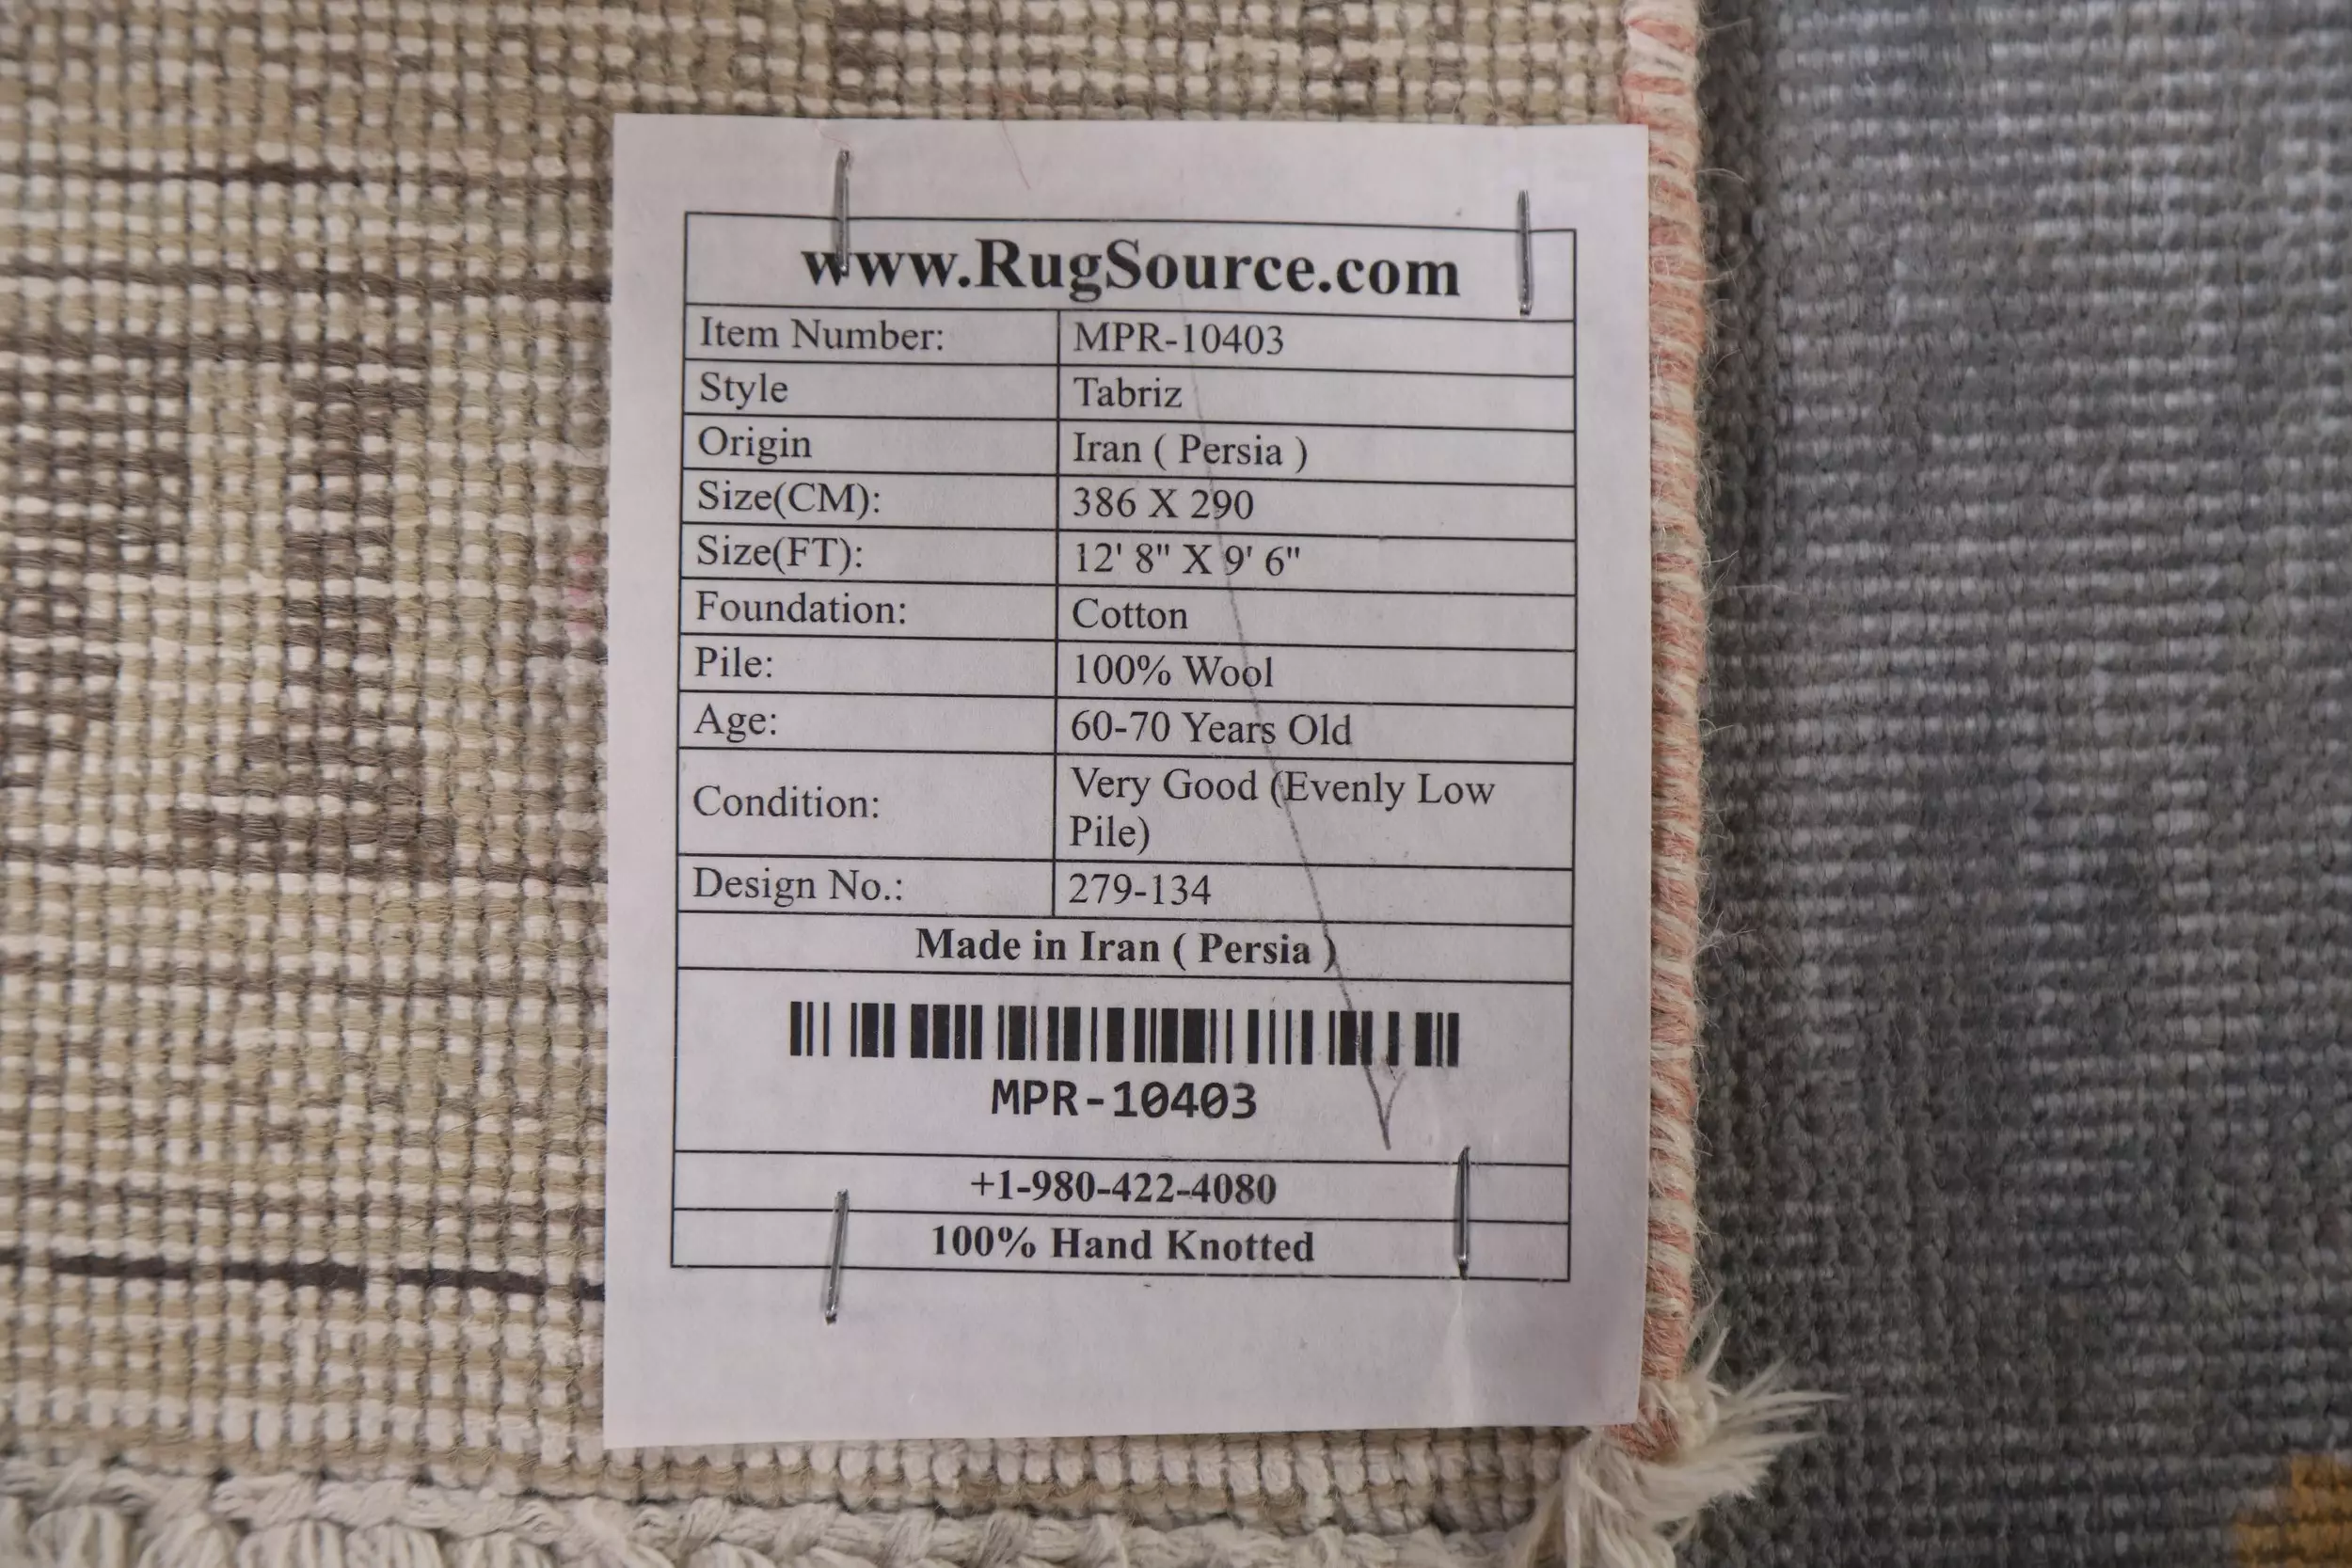 www.RugSource.com
Item Number: MPR-10403
Style Tabriz
Origin Iran ( Persia )
Size(CM): 386 X 290
Size(FT): 12' 8" X 9' 6"
Foundation: Cotton
Pile: 100% Wool
Age: 60-70 Years Old
Condition: Very Good (Evenly Low
Pile)
Design No.: 279-134
Made in Iran ( Persia )
MPR-10403
+1-980-422-4080
100% Hand Knotted